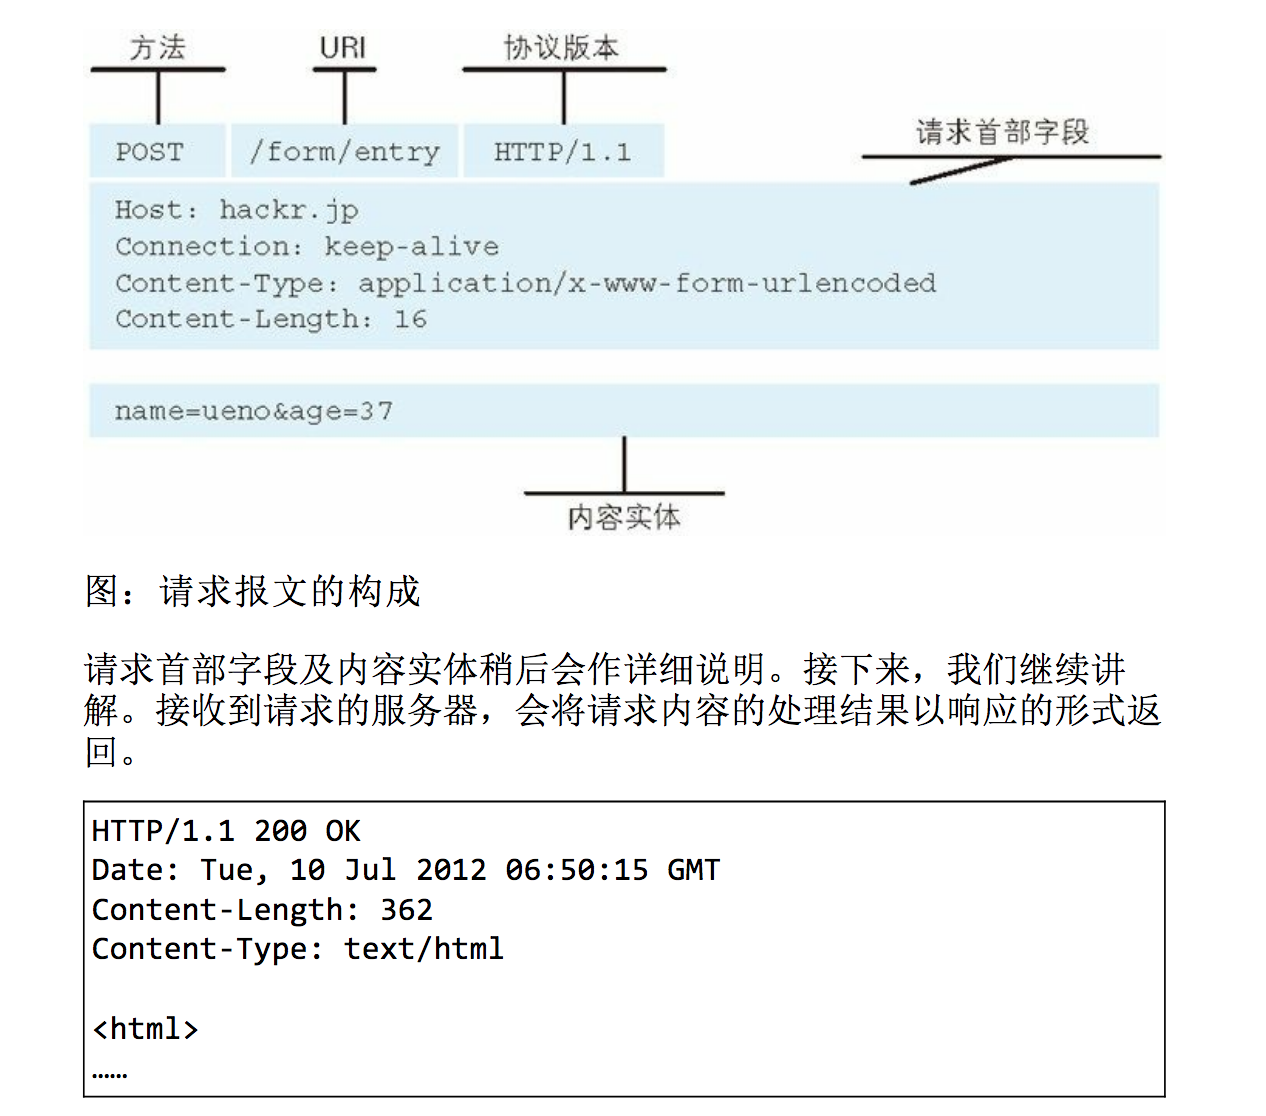 方法 URI 协议版本
请求首部字段
POST /form/entry HTTP/1.1
Host: hackr.jp
Connection: keep-alive
Content-Type: application/x-www-form-urlencoded
Content-Length: 16
name=ueno&age=37
内容实体
图：请求报文的构成
请求首部字段及内容实体稍后会作详细说明。接下来，我们继续讲
解。接收到请求的服务器，会将请求内容的处理结果以响应的形式返
回。
HTTP/1.1 200 OK
Date: Tue, 10 Jul 2012 06:50:15 GMT
Content-Length: 362
Content-Type: text/html
<html>
……